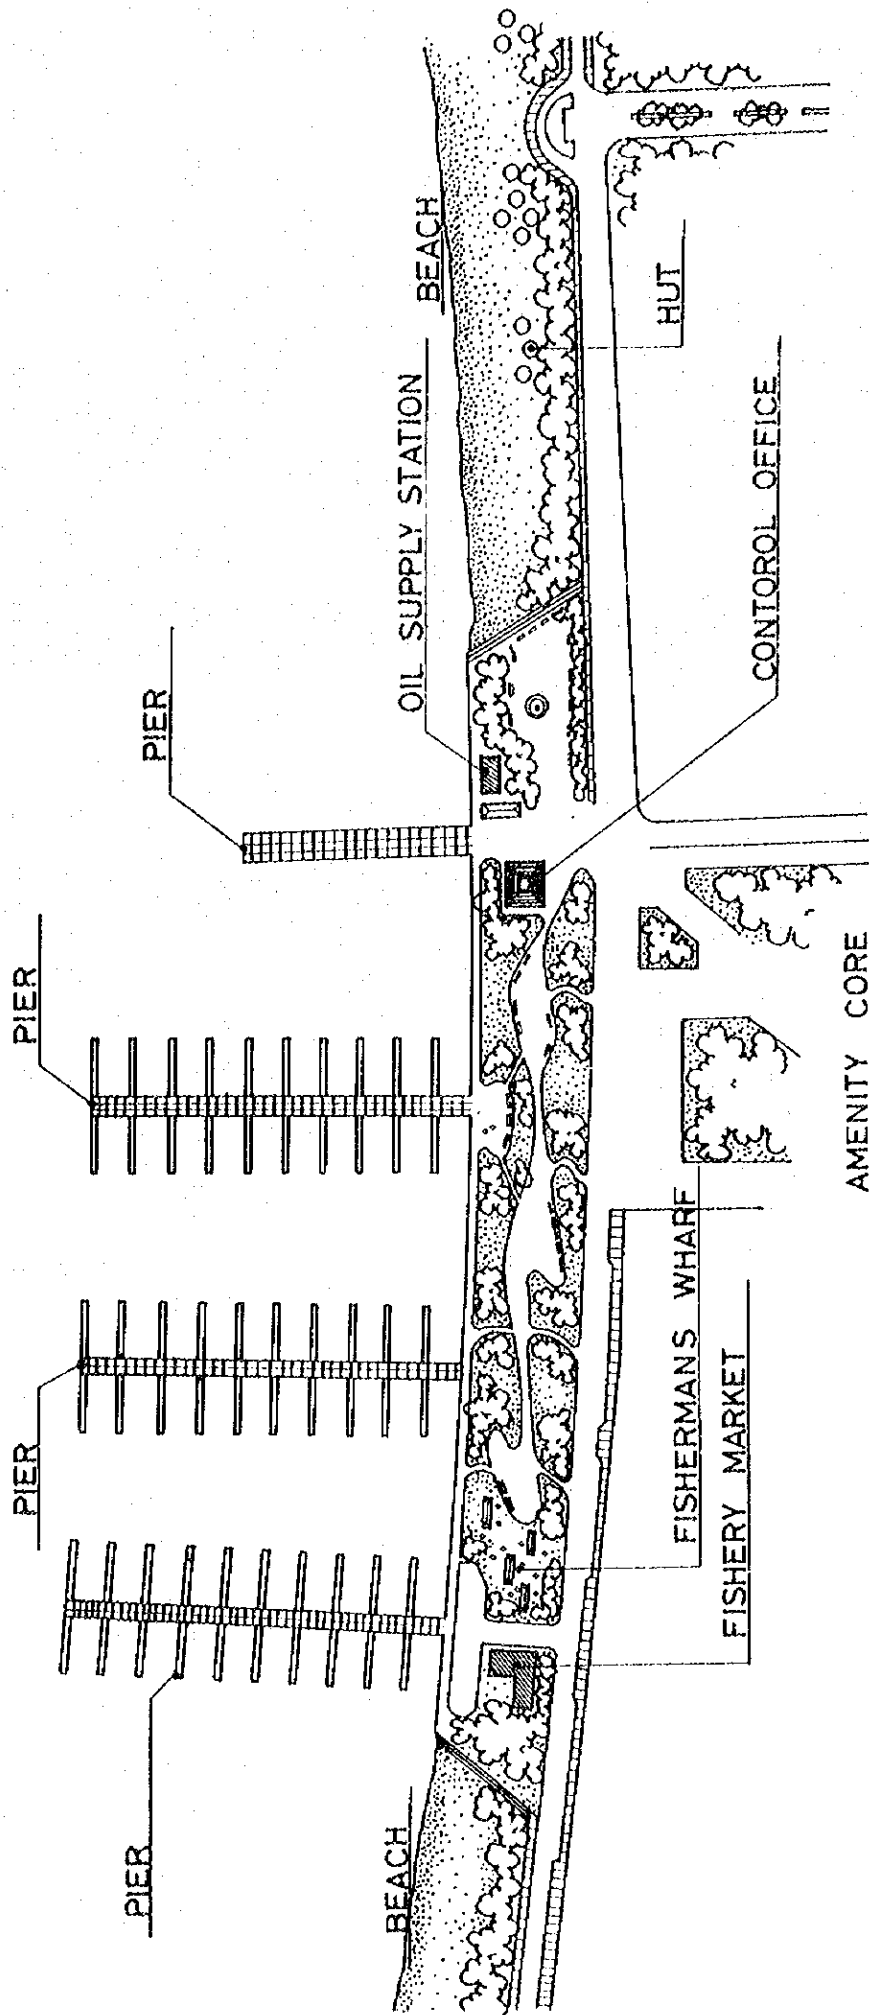 PIER
PIER
PIER
PIER
BEACH
BEACH
OIL SUPPLY STATION
HUT
CONTOROL OFFICE
FISHERMANS WHARF
FISHERY MARKET
AMENITY CORE